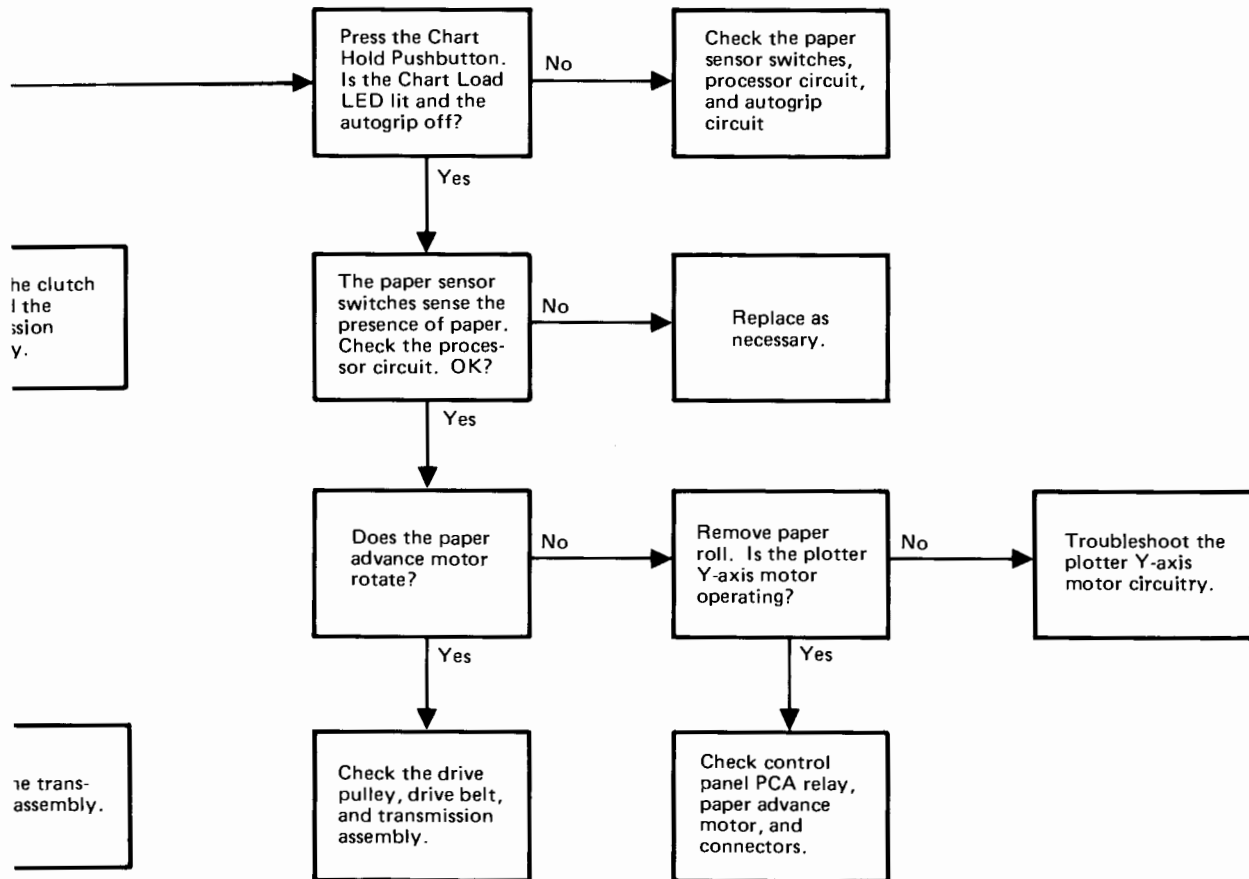 Press the Chart
Hold Pushbutton.
Is the Chart Load
LED lit and the
autogrip off?
No
Check the paper
sensor switches,
processor circuit,
and autogrip
circuit
Yes
he clutch
the
ssion
y.
The paper sensor
switches sense the
presence of paper.
Check the proces-
sor circuit. OK?
No
Replace as
necessary.
Yes
Does the paper
advance motor
rotate?
No
Remove paper
roll. Is the plotter
Y-axis motor
operating?
No
Troubleshoot the
plotter Y-axis
motor circuitry.
Yes
Yes
ne trans-
assembly.
Check the drive
pulley, drive belt,
and transmission
assembly.
Check control
panel PCA relay,
paper advance
motor, and
connectors.